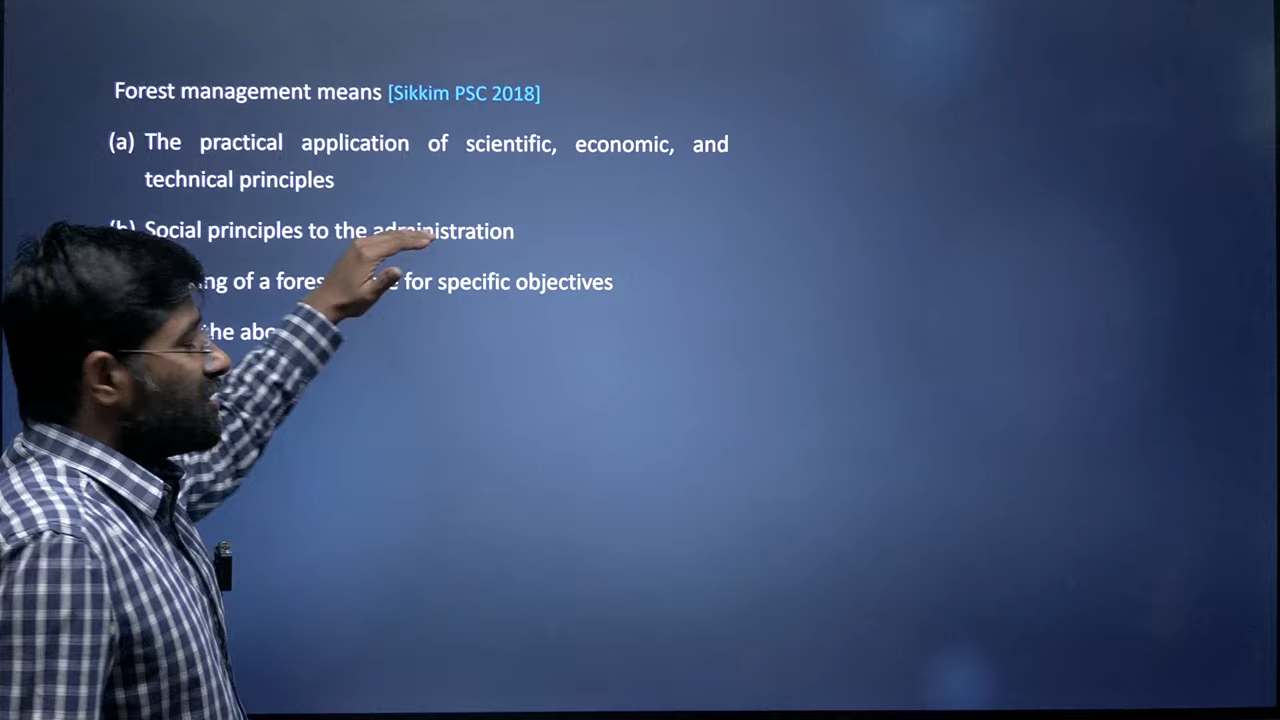 Forest management means [Sikkim PSC 2018]
(a) The practical application of scientific, economic, and
technical principles
(b) Social principles to the administration
of a for specific objectives
the